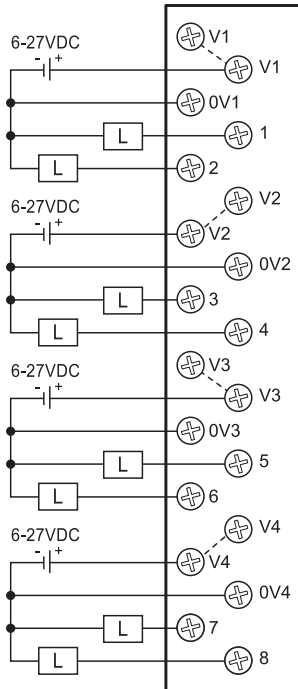 6-27VDC
V1
- +
V1
0V1
L
1
L
2
6-27VDC
V2
- +
V2
0V2
L
3
L
4
6-27VDC
V3
- +
V3
0V3
L
5
L
6
6-27VDC
V4
- +
V4
0V4
L
7
L
8